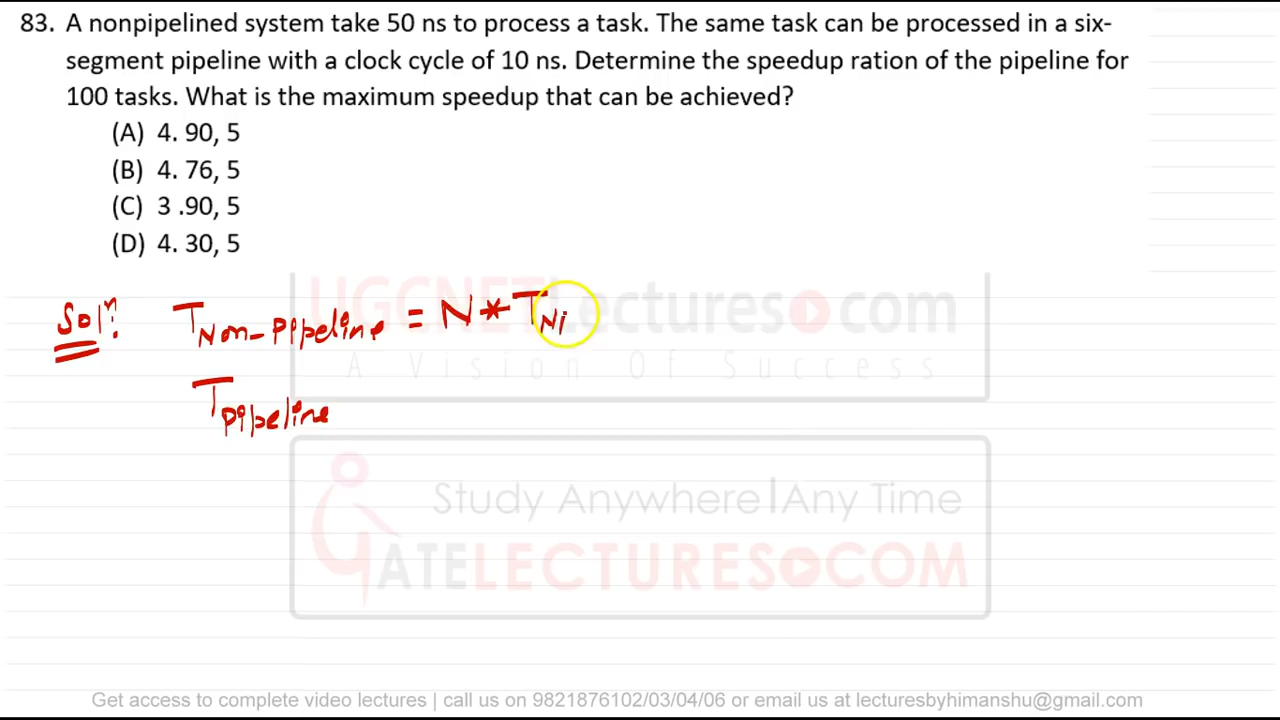 83. A nonpipelined system take 50 ns to process a task. The same task can be processed in a six-
segment pipeline with a clock cycle of 10 ns. Determine the speedup ration of the pipeline for
100 tasks. What is the maximum speedup that can be achieved?
(A) 4. 90, 5
(B) 4. 76, 5
(C) 3 .90, 5
(D) 4. 30, 5
UGCNETLectures.com
A Vision Of Success
Solⁿ: T Non-Pipeline = N * T Ni
T Pipeline
Study Anywhere | Any Time
GATELECTURES.COM
Get access to complete video lectures | call us on 9821876102/03/04/06 or email us at lecturesbyhimanshu@gmail.com